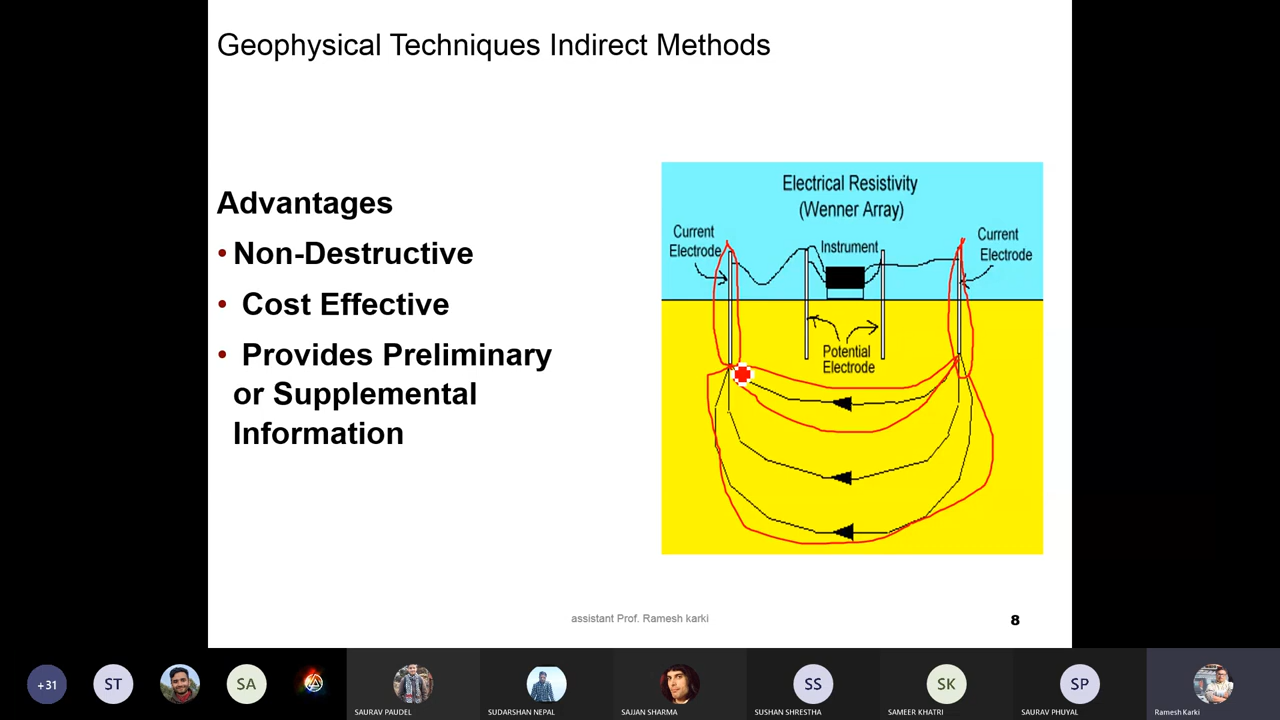 Geophysical Techniques Indirect Methods
Advantages
• Non-Destructive
• Cost Effective
• Provides Preliminary
or Supplemental
Information
Electrical Resistivity
(Wenner Array)
Current
Electrode
Instrument
Current
Electrode
Potential
Electrode
assistant Prof. Ramesh karki
8
+31
ST
SA
SAURAV PAUDEL
SUDARSHAN NEPAL
SAJJAN SHARMA
SS
SUSHAN SHRESTHA
SK
SAMEER KHATRI
SP
SAURAV PHUYAL
Ramesh Karki